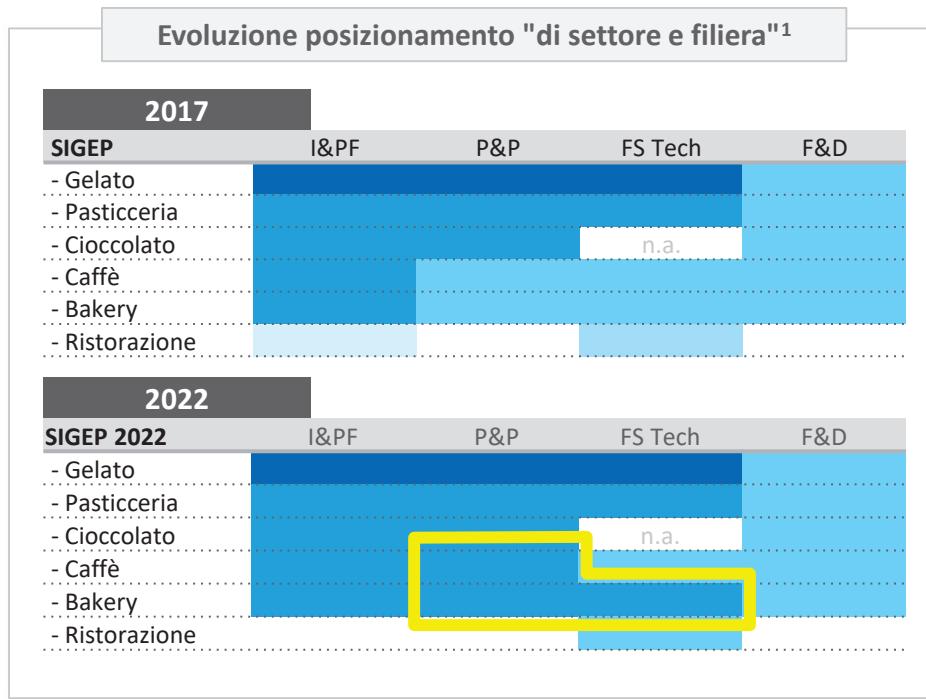 Evoluzione posizionamento "di settore e filiera"¹
2017
SIGEP I&PF P&P FS Tech F&D
- Gelato
- Pasticceria
- Cioccolato n.a.
- Caffè
- Bakery
- Ristorazione
2022
SIGEP 2022 I&PF P&P FS Tech F&D
- Gelato
- Pasticceria
- Cioccolato n.a.
- Caffè
- Bakery
- Ristorazione